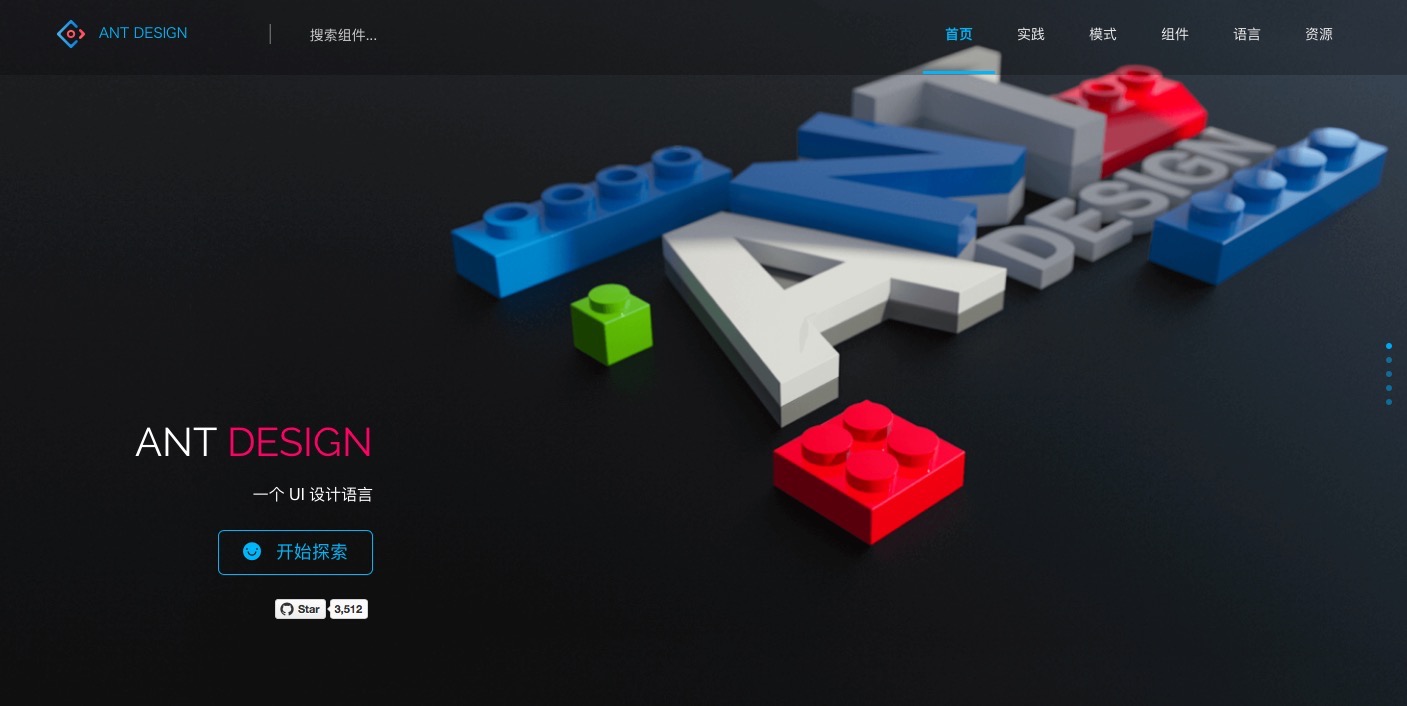 ANT DESIGN
搜索组件...
首页 实践 模式 组件 语言 资源
ANT
DESIGN
ANT DESIGN
一个 UI 设计语言
开始探索
Star 3,512